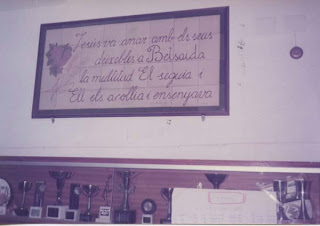 Jesús va anar amb els seus
deixebles a Betsaida
la multitud El seguia i
Ell els acollia i ensenyava